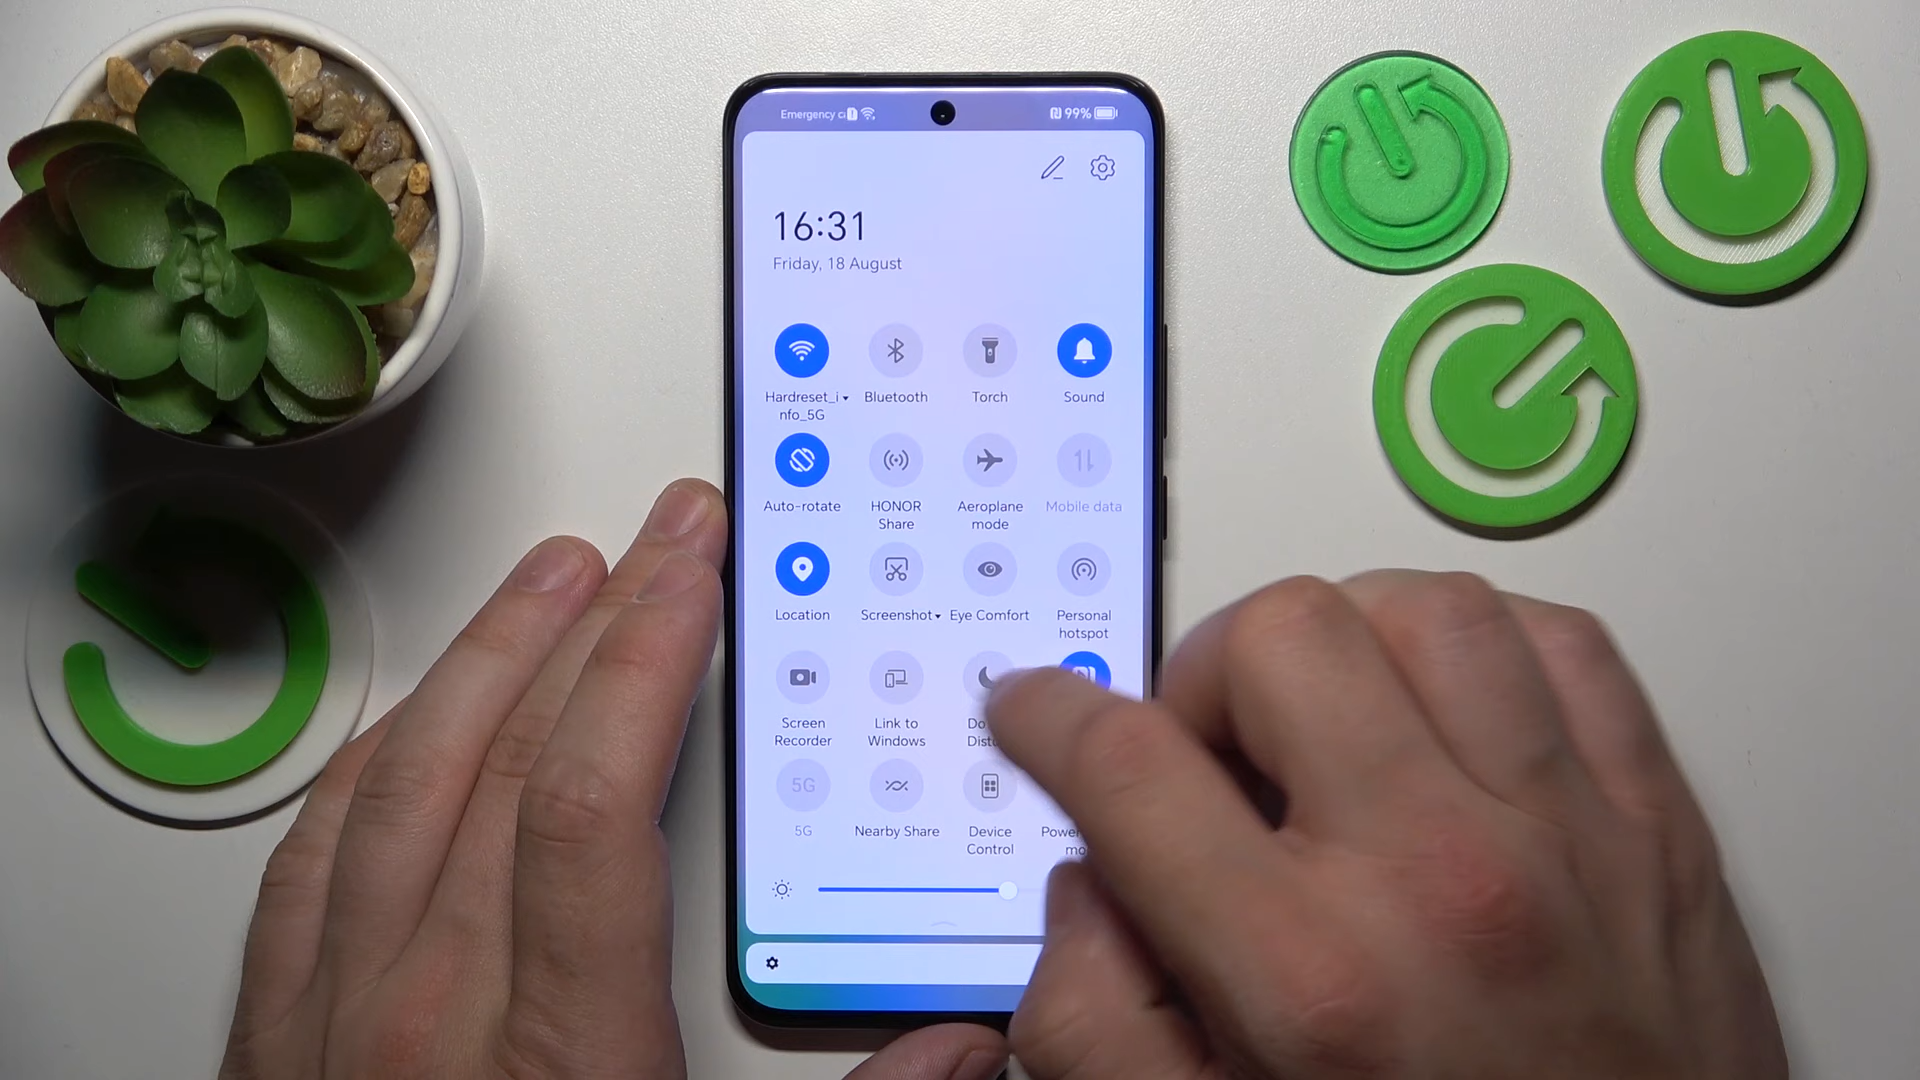 Emergency
99%
16:31
Friday, 18 August
Hardreset_i
nfo_5G
Bluetooth
Torch
Sound
Auto-rotate
HONOR
Share
Aeroplane
mode
Mobile data
Location
Screenshot
Eye Comfort
Personal
hotspot
Screen
Recorder
Link to
Windows
Do
5G
5G
Nearby Share
Device
Control